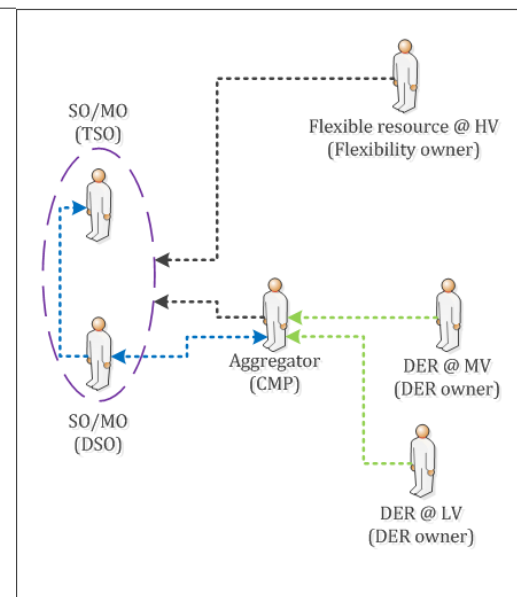 SO/MO
(TSO)
Flexible resource @ HV
(Flexibility owner)
Aggregator
(CMP)
DER @ MV
(DER owner)
SO/MO
(DSO)
DER @ LV
(DER owner)